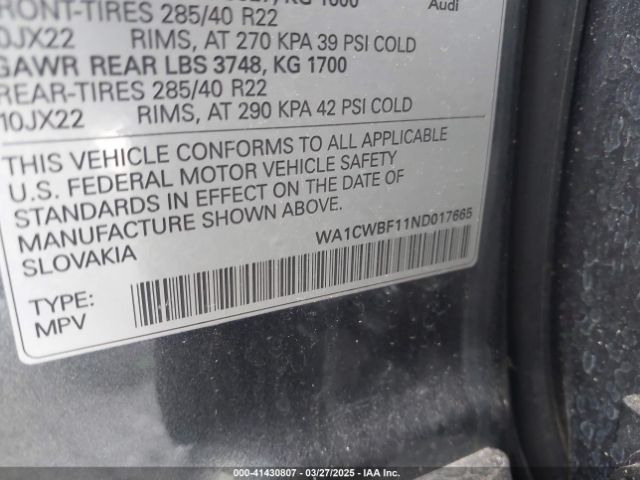 Audi
FRONT-TIRES 285/40 R22
10JX22 RIMS, AT 270 KPA 39 PSI COLD
GAWR REAR LBS 3748, KG 1700
REAR-TIRES 285/40 R22
10JX22 RIMS, AT 290 KPA 42 PSI COLD
THIS VEHICLE CONFORMS TO ALL APPLICABLE
U.S. FEDERAL MOTOR VEHICLE SAFETY
STANDARDS IN EFFECT ON THE DATE OF
MANUFACTURE SHOWN ABOVE.
SLOVAKIA
WA1CWBF11ND017665
TYPE:
MPV
000-41430807 - 03/27/2025 - IAA Inc.